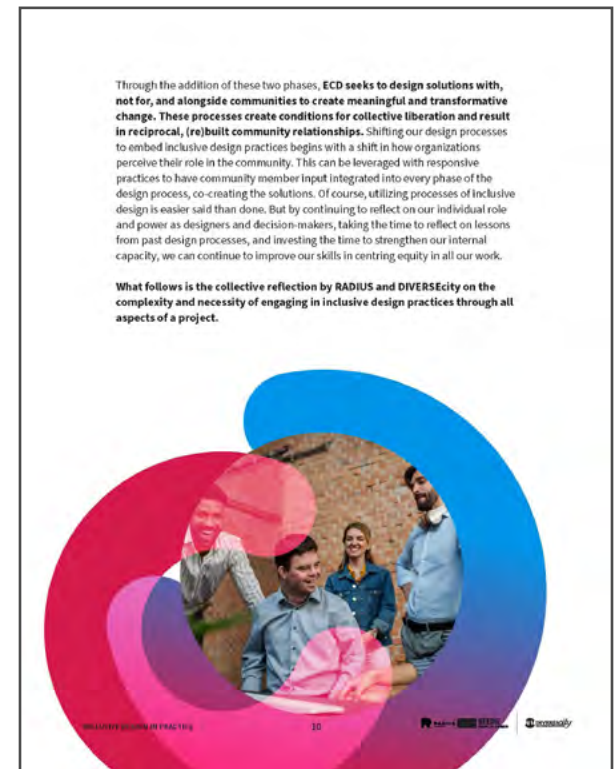 Through the addition of these two phases, ECD seeks to design solutions with,
not for, and alongside communities to create meaningful and transformative
change. These processes create conditions for collective liberation and result
in reciprocal, (re)built community relationships. Shifting our design processes
to embed inclusive design practices begins with a shift in how organizations
perceive their role in the community. This can be leveraged with responsive
practices to have community member input integrated into every phase of the
design process, co-creating the solutions. Of course, utilizing processes of inclusive
design is easier said than done. But by continuing to reflect on our individual role
and power as designers and decision-makers, taking the time to reflect on lessons
from past design processes, and investing the time to strengthen our internal
capacity, we can continue to improve our skills in centring equity in all our work.
What follows is the collective reflection by RADIUS and DIVERSEcity on the
complexity and necessity of engaging in inclusive design practices through all
aspects of a project.
INCLUSIVE DESIGN IN PRACTICE 10 RADIUS DIVERSEcity